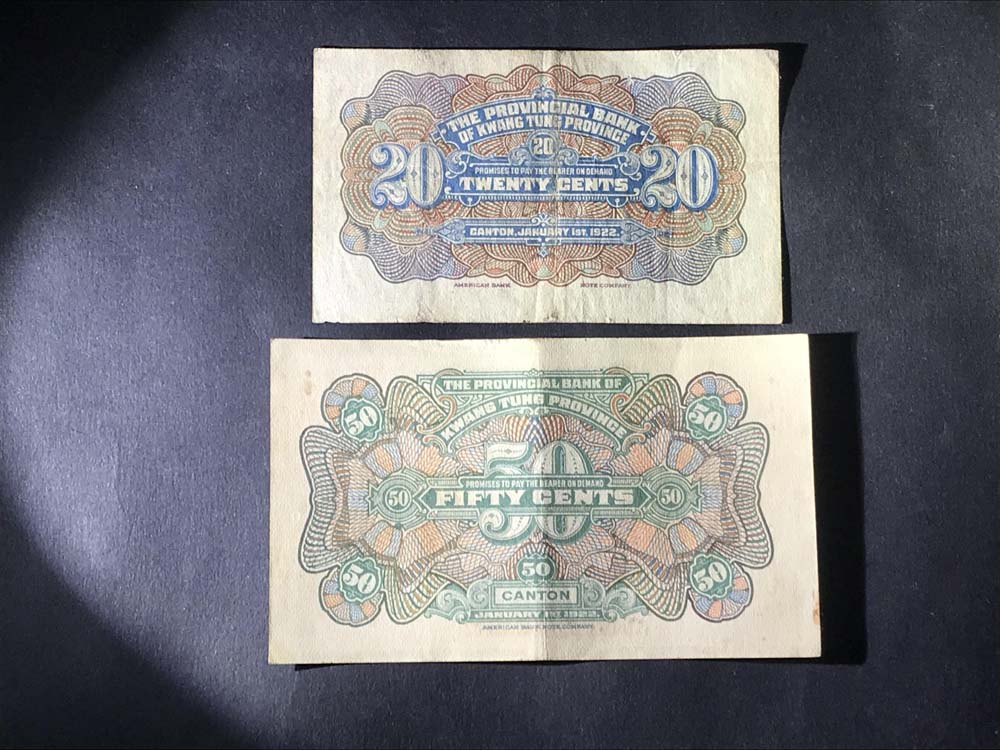 THE PROVINCIAL BANK
OF KWANG TUNG PROVINCE
20
20
20
PROMISES TO PAY THE BEARER ON DEMAND
TWENTY CENTS
CANTON, JANUARY 1ST, 1922.
AMERICAN BANK NOTE COMPANY
THE PROVINCIAL BANK OF
KWANG TUNG PROVINCE
50
50
50
PROMISES TO PAY THE BEARER ON DEMAND
50
FIFTY CENTS
50
50
50
50
CANTON
JANUARY 1ST
AMERICAN BANK NOTE COMPANY